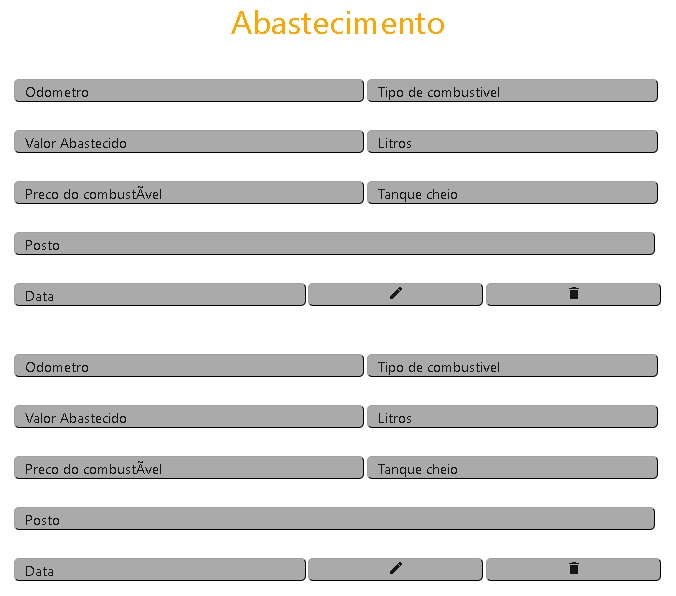 Abastecimento
Odometro Tipo de combustivel
Valor Abastecido Litros
Preco do combustÃvel Tanque cheio
Posto
Data
Odometro Tipo de combustivel
Valor Abastecido Litros
Preco do combustÃvel Tanque cheio
Posto
Data